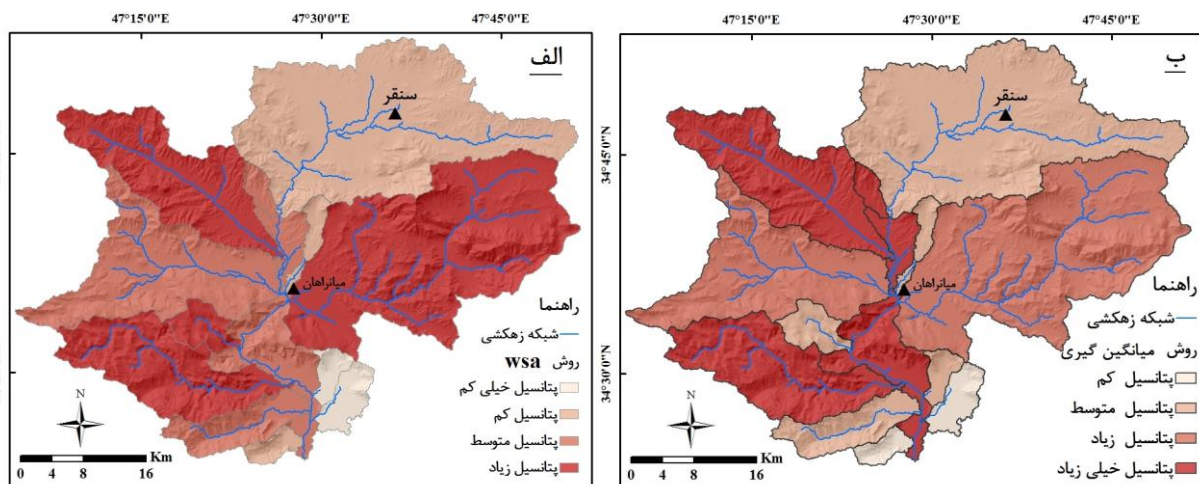 47°15'0"E 47°30'0"E 47°45'0"E
الف
سنقر
میانراهان
راهنما
شبکه زهکشی
روش wsa
پتانسیل خیلی کم
پتانسیل کم
پتانسیل متوسط
پتانسیل زیاد
N
Km
0 4 8 16
34°45'0"N
34°30'0"N
47°15'0"E 47°30'0"E 47°45'0"E
ب
سنقر
میانراهان
راهنما
شبکه زهکشی
روش میانگین گیری
پتانسیل کم
پتانسیل متوسط
پتانسیل زیاد
پتانسیل خیلی زیاد
N
Km
0 4 8 16